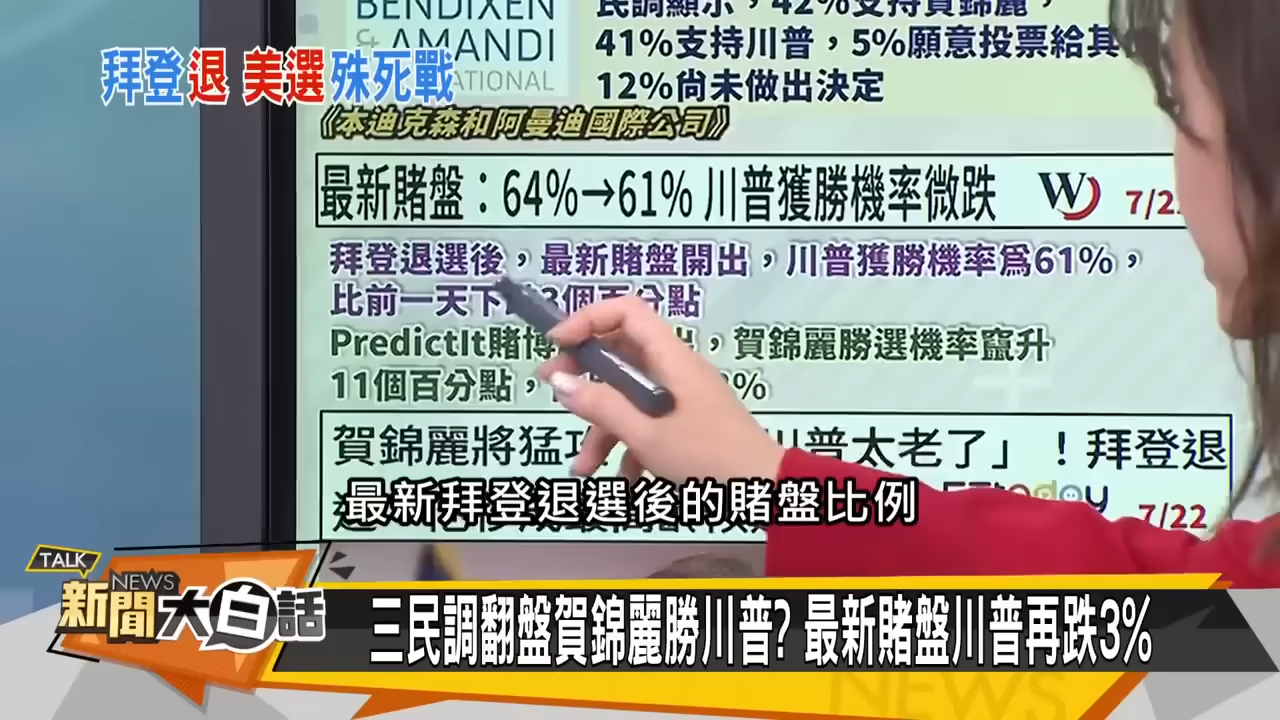 BENDIXEN
& AMANDI
NATIONAL
民調顯示，42%支持賀錦麗，
41%支持川普，5%願意投票給其
12%尚未做出決定
拜登退 美選殊死戰
《本迪克森和阿曼迪國際公司》
最新賭盤：64%→61% 川普獲勝機率微跌
7/2
拜登退選後，最新賭盤開出，川普獲勝機率為61%，
比前一天下 3個百分點
PredictIt賭博 出，賀錦麗勝選機率竄升
11個百分點， %
賀錦麗將猛攻 川普太老了」！拜登退
7/22
最新拜登退選後的賭盤比例
TALK
NEWS
新聞大白話
三民調翻盤賀錦麗勝川普? 最新賭盤川普再跌3%
NEWS